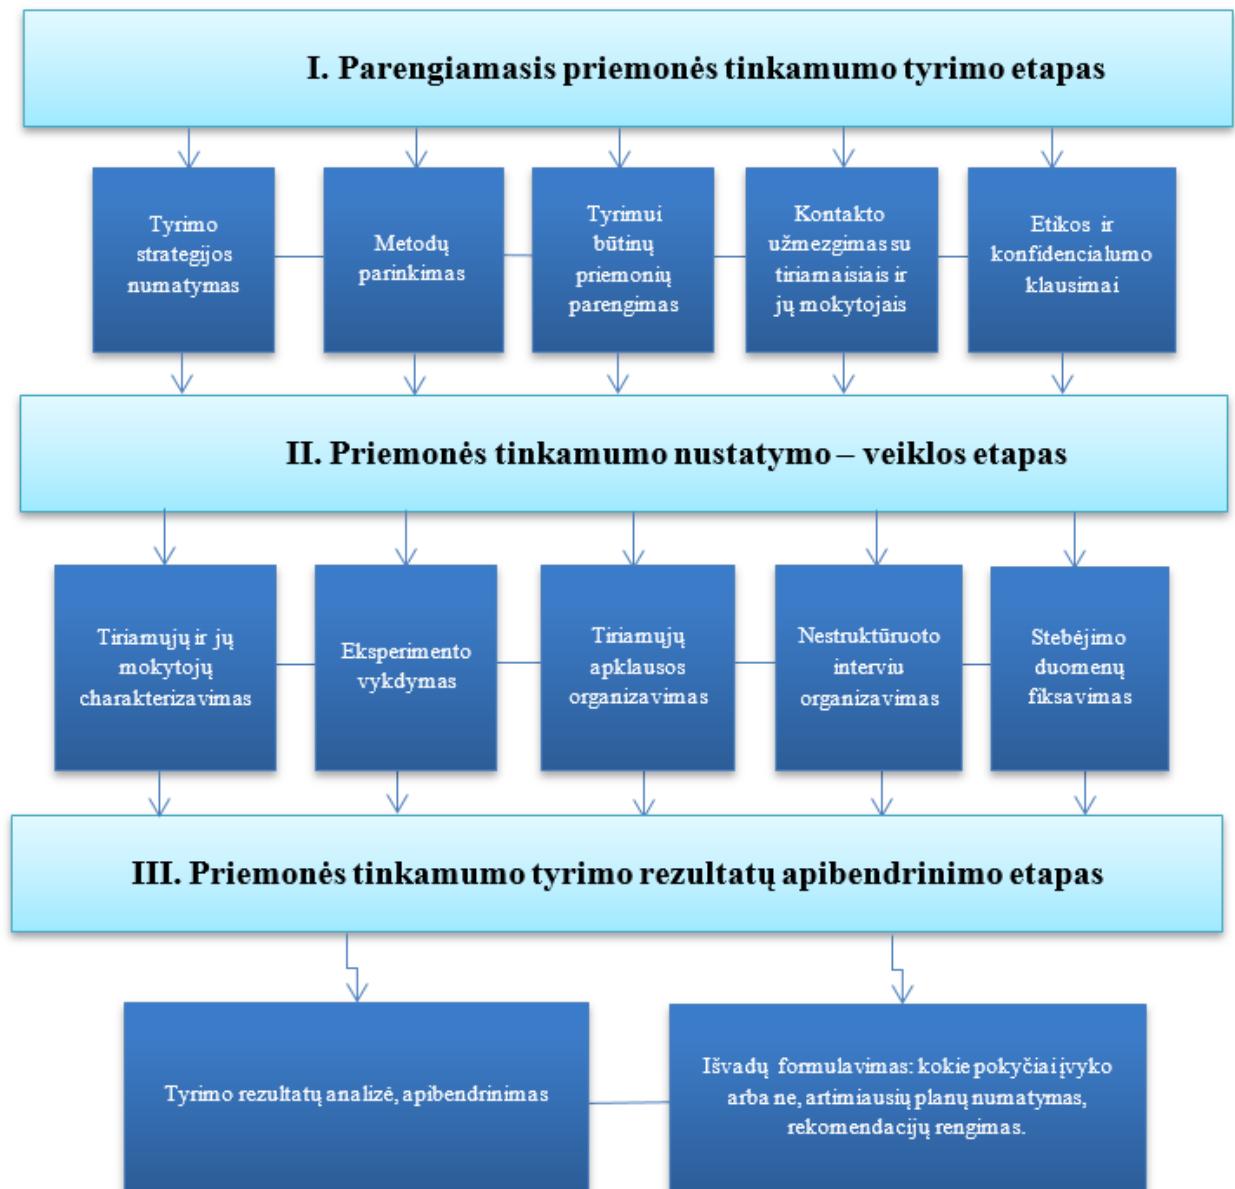 I. Parengiamasis priemonės tinkamumo tyrimo etapas
Tyrimo
strategijos
numatymas
Metodų
parinkimas
Tyrimui
būtinų
priemonių
parengimas
Kontakto
užmezgimas su
tiriamaisiais ir
jų mokytojais
Etikos ir
konfidencialumo
klausimai
II. Priemonės tinkamumo nustatymo – veiklos etapas
Tiriamųjų ir jų
mokytojų
charakterizavimas
Eksperimento
vykdymas
Tiriamųjų
apklausos
organizavimas
Nestruktūruoto
interviu
organizavimas
Stebėjimo
duomenų
fiksavimas
III. Priemonės tinkamumo tyrimo rezultatų apibendrinimo etapas
Tyrimo rezultatų analizė, apibendrinimas
Išvadų formulavimas: kokie pokyčiai įvyko
arba ne, artimiausių planų numatymas,
rekomendacijų rengimas.